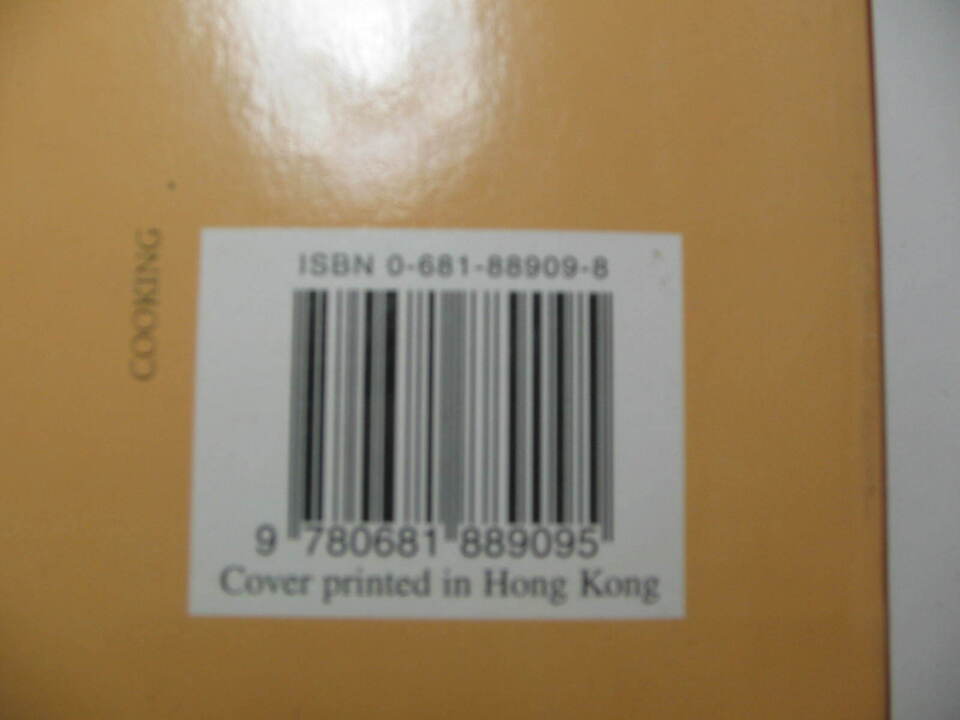 COOKING
ISBN 0-681-88909-8
9 780681 889095
Cover printed in Hong Kong